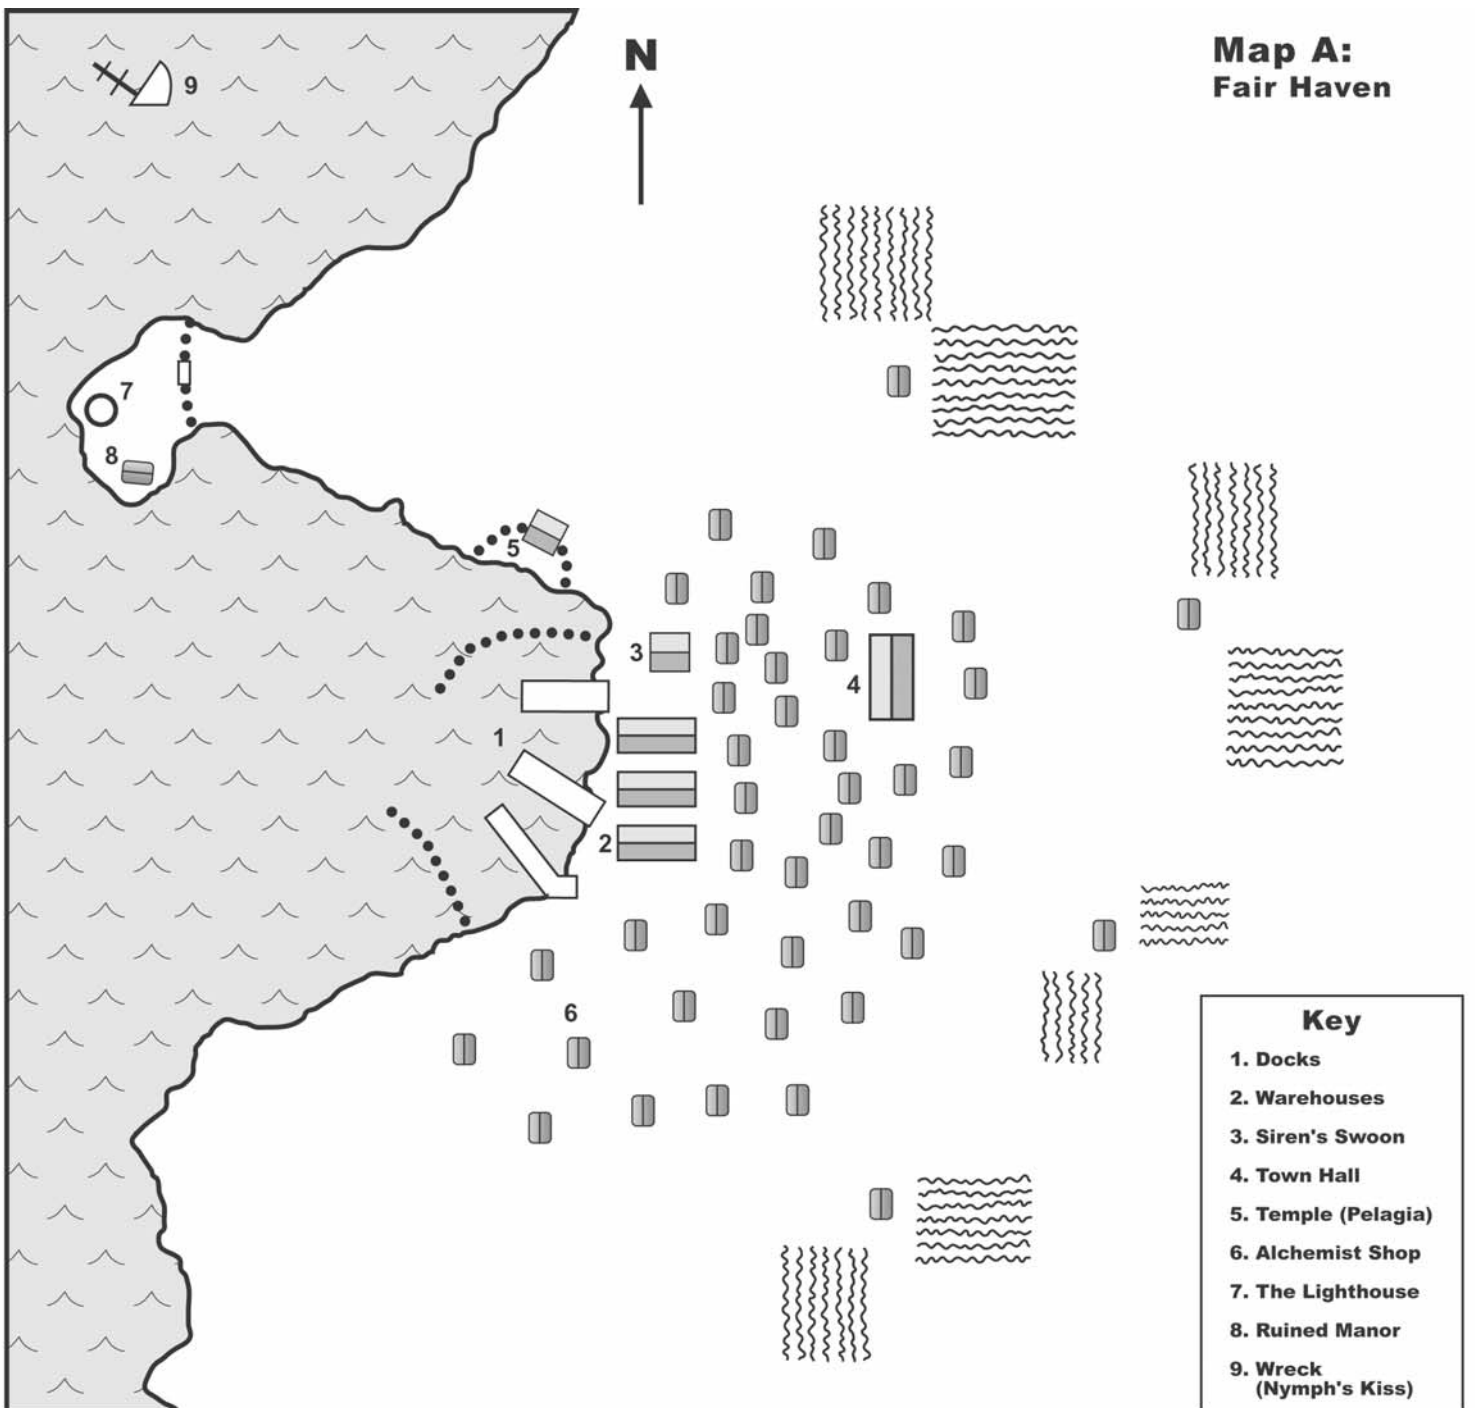 N
Map A:
Fair Haven
9
7
8
5
3
4
1
2
6
Key
1. Docks
2. Warehouses
3. Siren's Swoon
4. Town Hall
5. Temple (Pelagia)
6. Alchemist Shop
7. The Lighthouse
8. Ruined Manor
9. Wreck
(Nymph's Kiss)